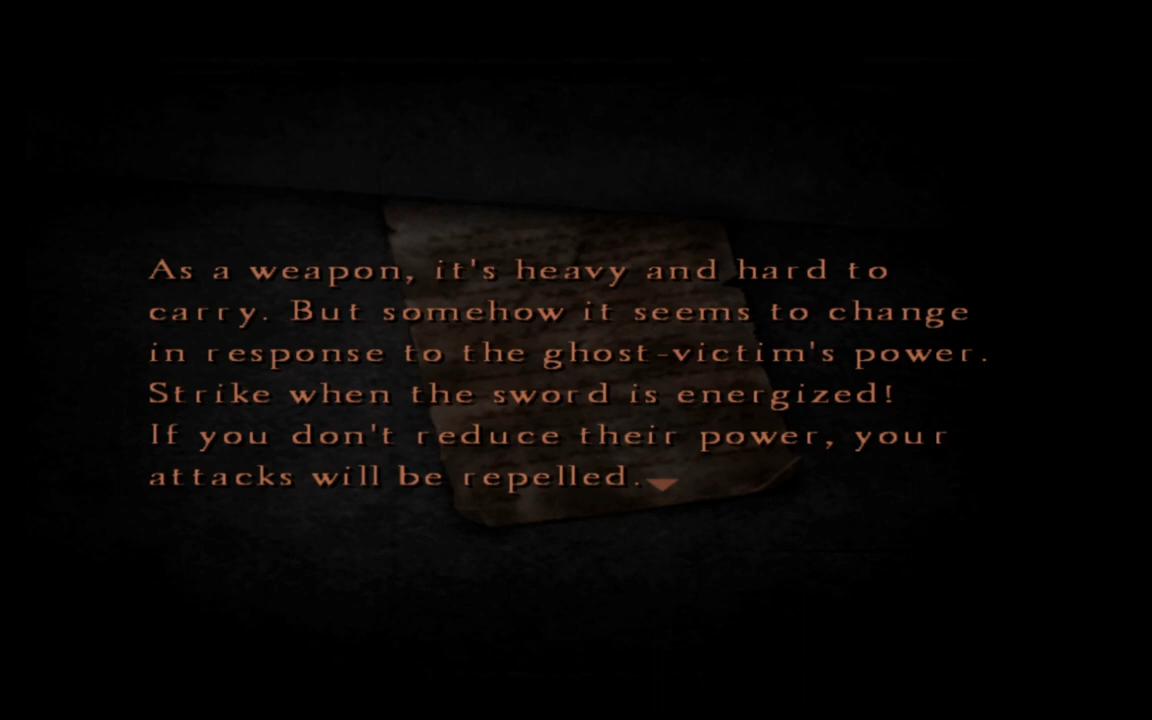 As a weapon, it's heavy and hard to
carry. But somehow it seems to change
in response to the ghost-victim's power.
Strike when the sword is energized!
If you don't reduce their power, your
attacks will be repelled.